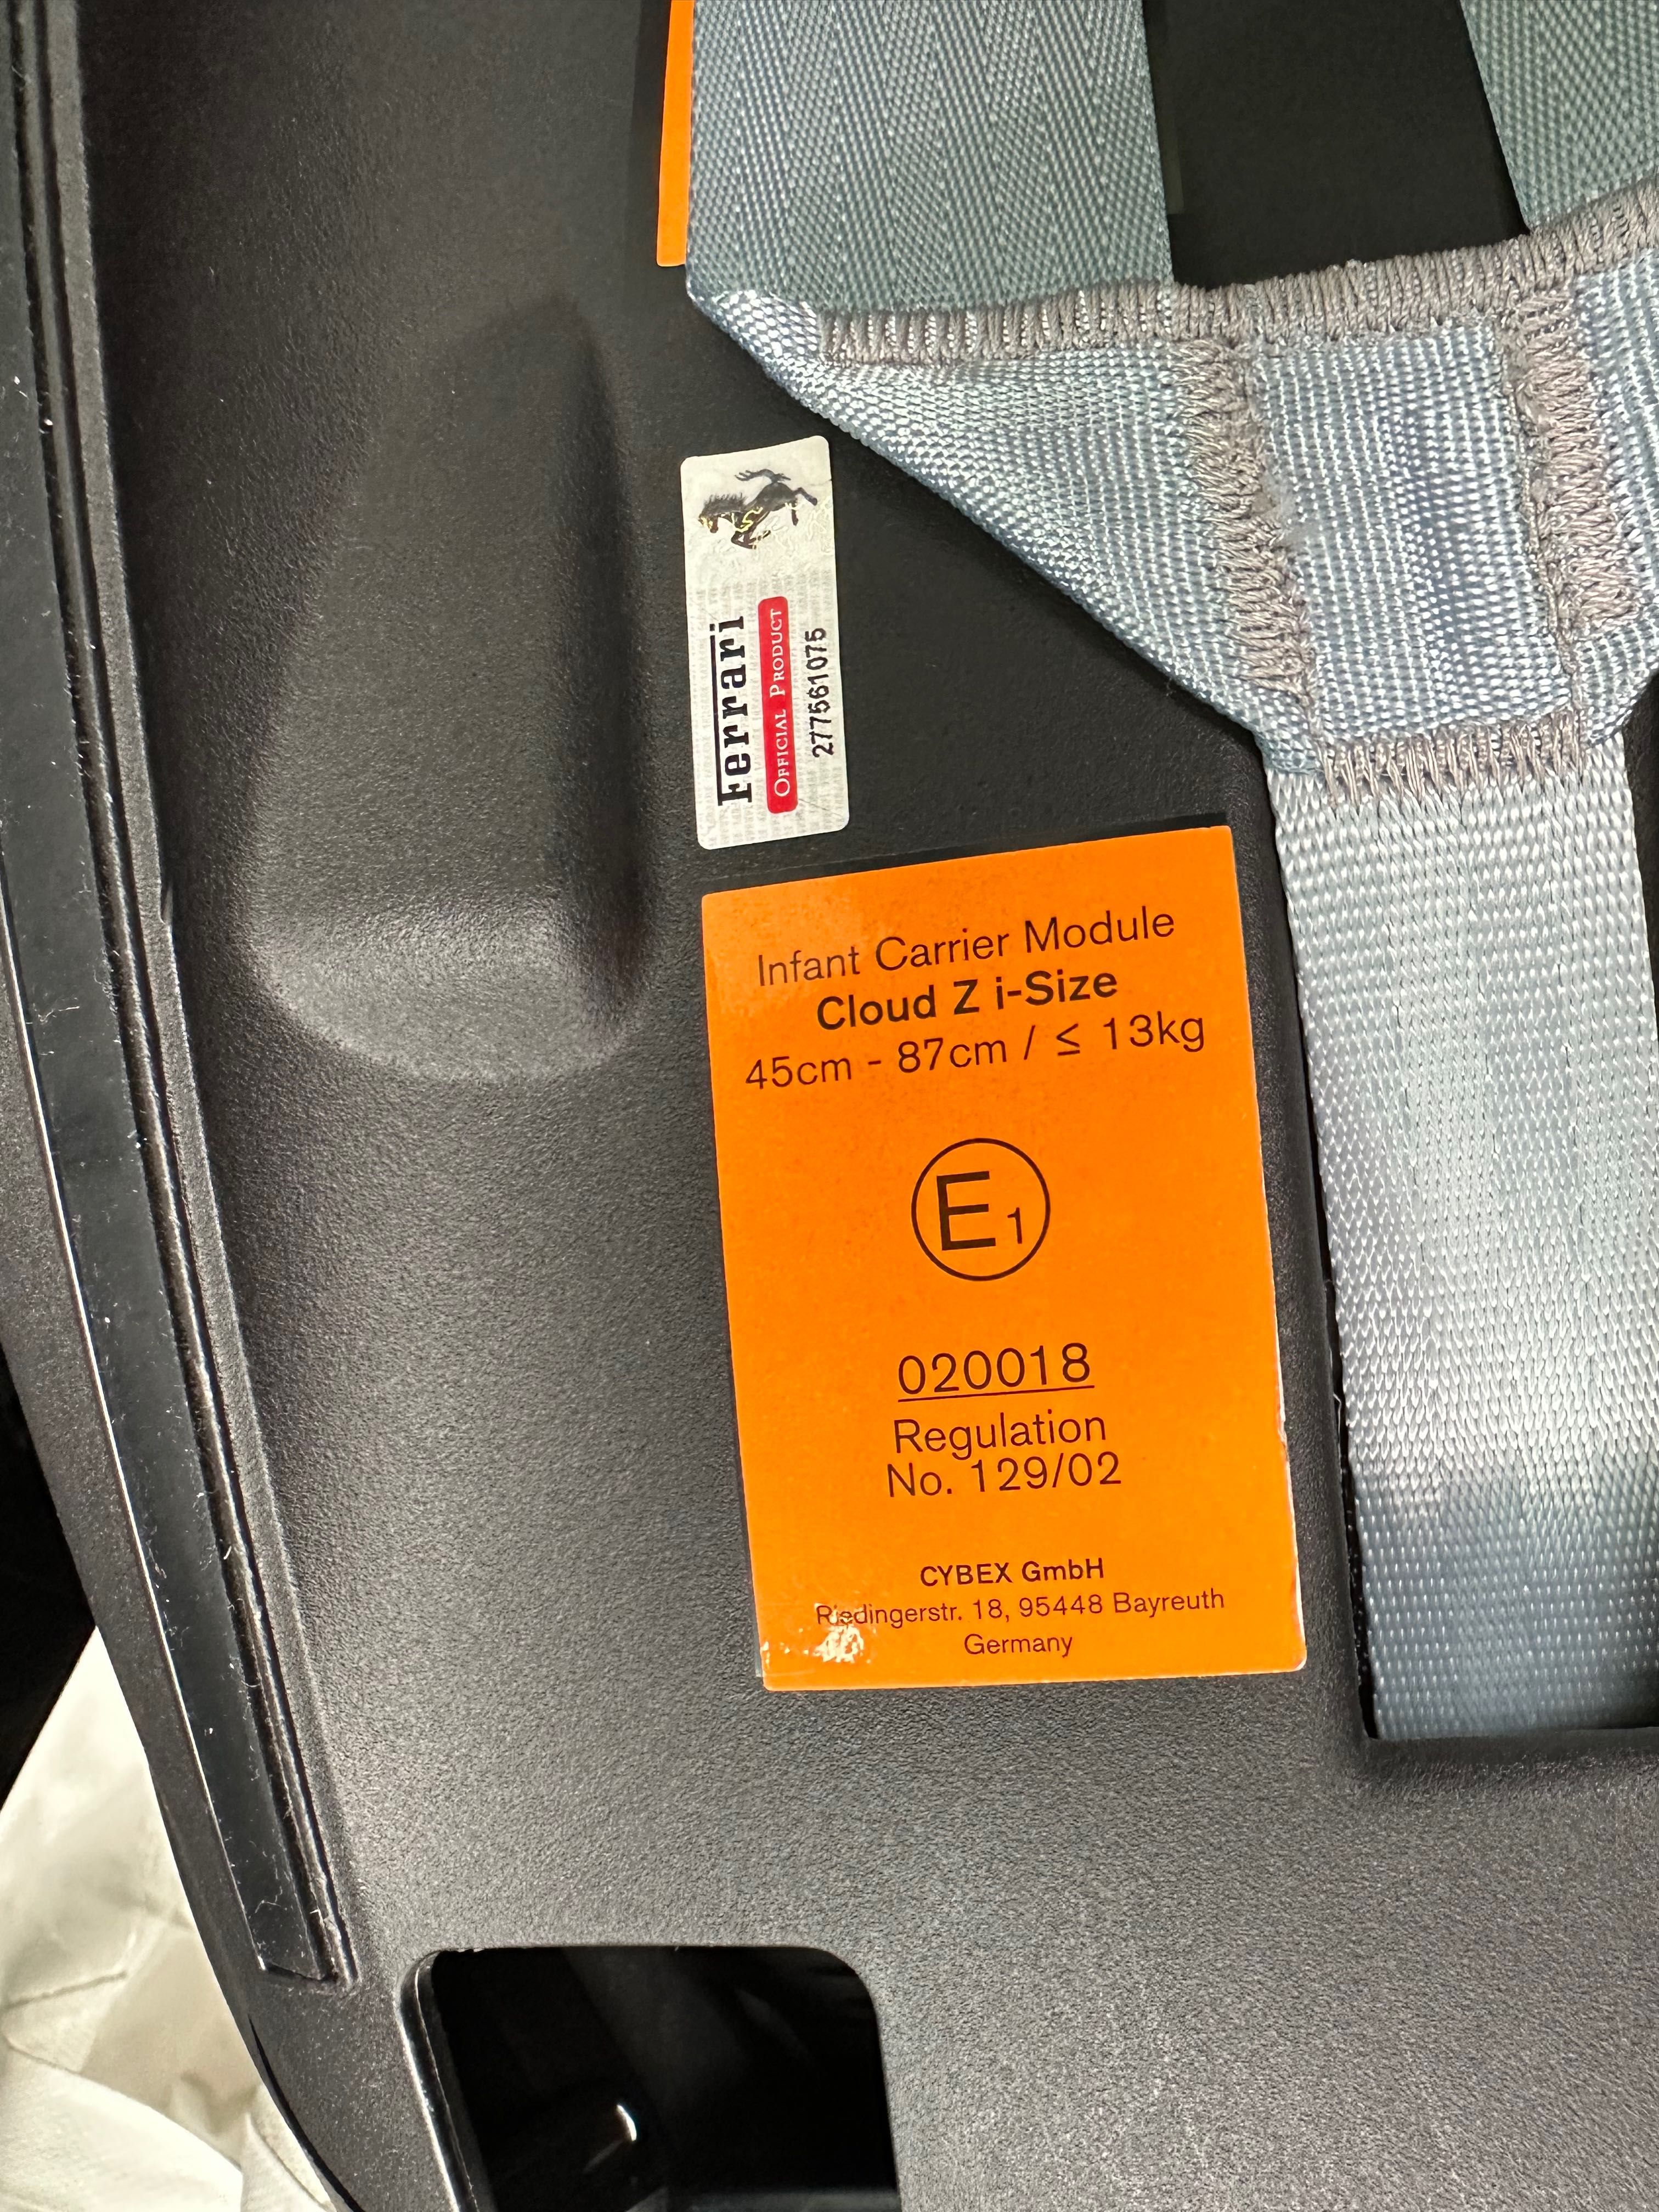 Ferrari
OFFICIAL PRODUCT
277561075
Infant Carrier Module
Cloud Z i-Size
45cm - 87cm / ≤ 13kg
E1
020018
Regulation
No. 129/02
CYBEX GmbH
Riedingerstr. 18, 95448 Bayreuth
Germany